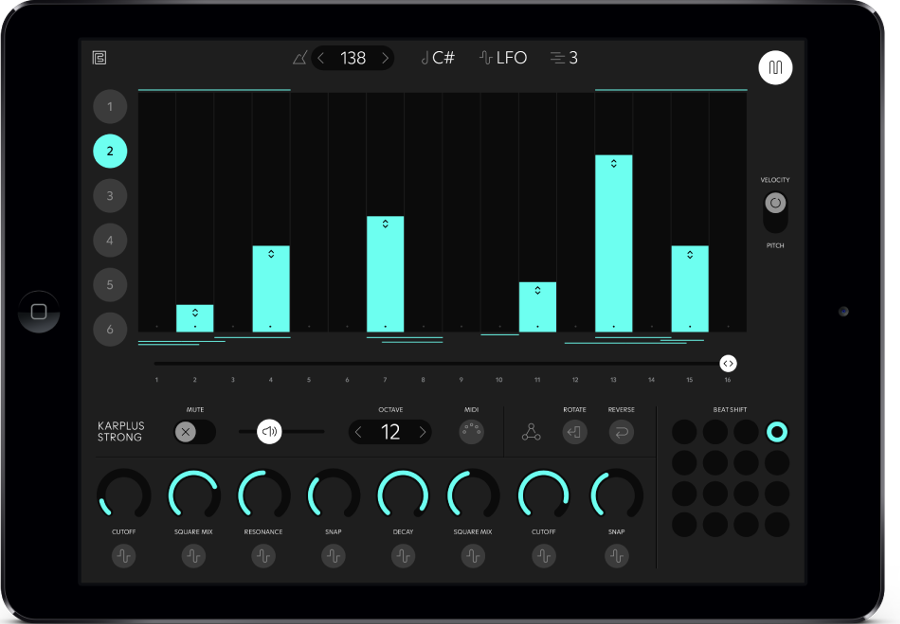 138 C# LFO 3
1
2
3
4
5
6
VELOCITY
PITCH
1 2 3 4 5 6 7 8 9 10 11 12 13 14 15 16
KARPLUS
STRONG
MUTE
OCTAVE
12
MIDI
ROTATE
REVERSE
BEAT SHIFT
CUTOFF SQUARE MIX RESONANCE SNAP DECAY SQUARE MIX CUTOFF SNAP